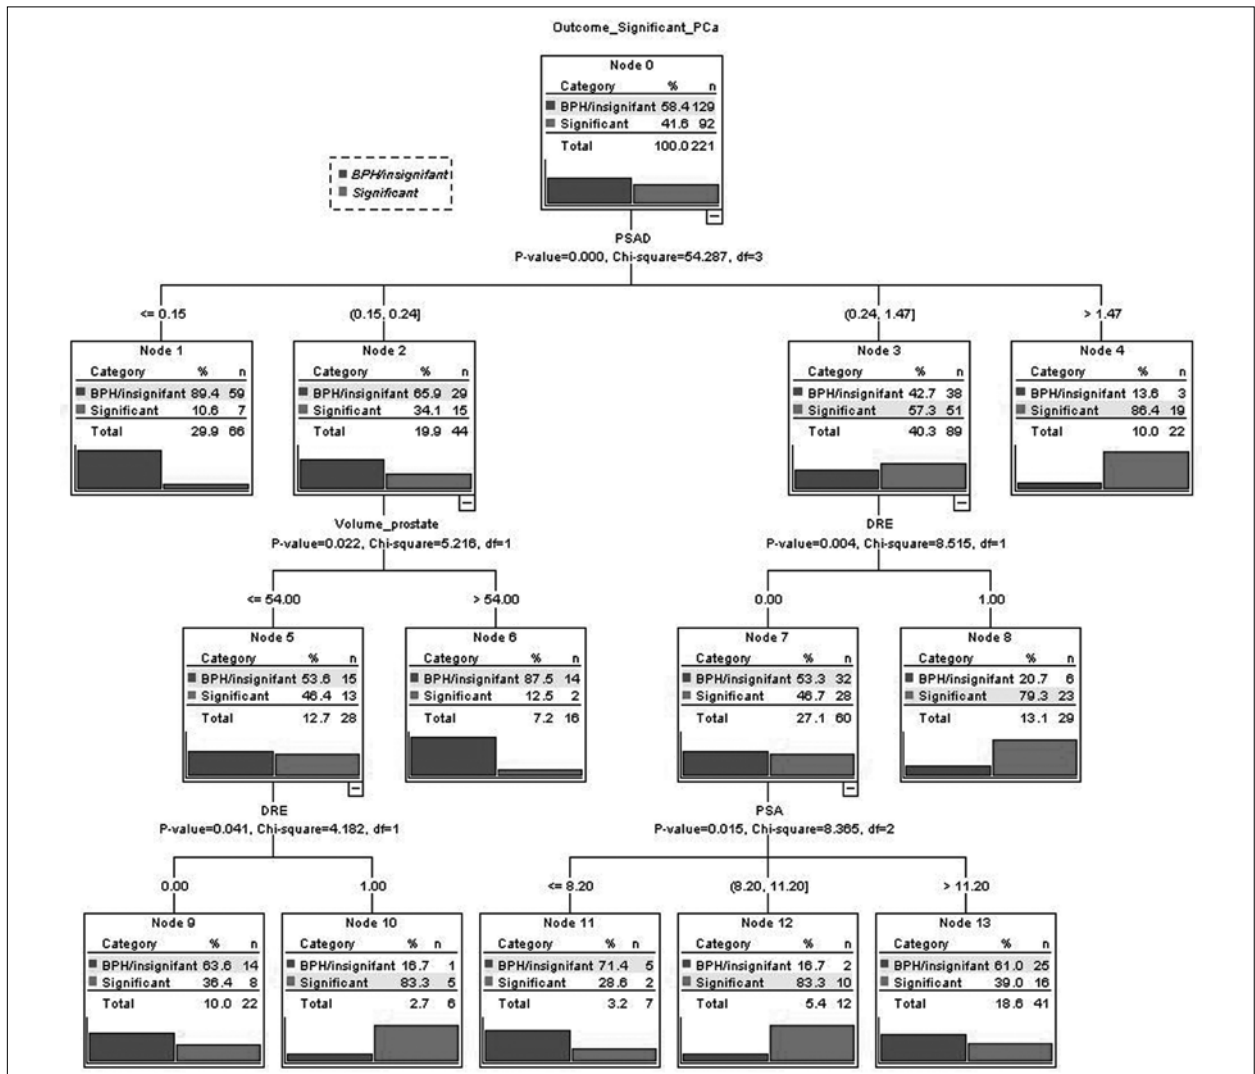 Outcome_Significant_PCa
Node 0
Category % n
BPH/insignifant 58.4 129
Significant 41.6 92
Total 100.0 221
BPH/insignifant
Significant
PSAD
P-value=0.000, Chi-square=54.287, df=3
<= 0.15 (0.15, 0.24] (0.24, 1.47] > 1.47
Node 1
Category % n
BPH/insignifant 89.4 59
Significant 10.6 7
Total 29.9 66
Node 2
Category % n
BPH/insignifant 65.9 29
Significant 34.1 15
Total 19.9 44
Node 3
Category % n
BPH/insignifant 42.7 38
Significant 57.3 51
Total 40.3 89
Node 4
Category % n
BPH/insignifant 13.6 3
Significant 86.4 19
Total 10.0 22
Volume_prostate
P-value=0.022, Chi-square=5.216, df=1
DRE
P-value=0.004, Chi-square=8.515, df=1
<= 54.00 > 54.00 0.00 1.00
Node 5
Category % n
BPH/insignifant 53.6 15
Significant 46.4 13
Total 12.7 28
Node 6
Category % n
BPH/insignifant 87.5 14
Significant 12.5 2
Total 7.2 16
Node 7
Category % n
BPH/insignifant 53.3 32
Significant 46.7 28
Total 27.1 60
Node 8
Category % n
BPH/insignifant 20.7 6
Significant 79.3 23
Total 13.1 29
DRE
P-value=0.041, Chi-square=4.182, df=1
PSA
P-value=0.015, Chi-square=8.365, df=2
0.00 1.00 <= 8.20 (8.20, 11.20] > 11.20
Node 9
Category % n
BPH/insignifant 63.6 14
Significant 36.4 8
Total 10.0 22
Node 10
Category % n
BPH/insignifant 16.7 1
Significant 83.3 5
Total 2.7 6
Node 11
Category % n
BPH/insignifant 71.4 5
Significant 28.6 2
Total 3.2 7
Node 12
Category % n
BPH/insignifant 16.7 2
Significant 83.3 10
Total 5.4 12
Node 13
Category % n
BPH/insignifant 61.0 25
Significant 39.0 16
Total 18.6 41